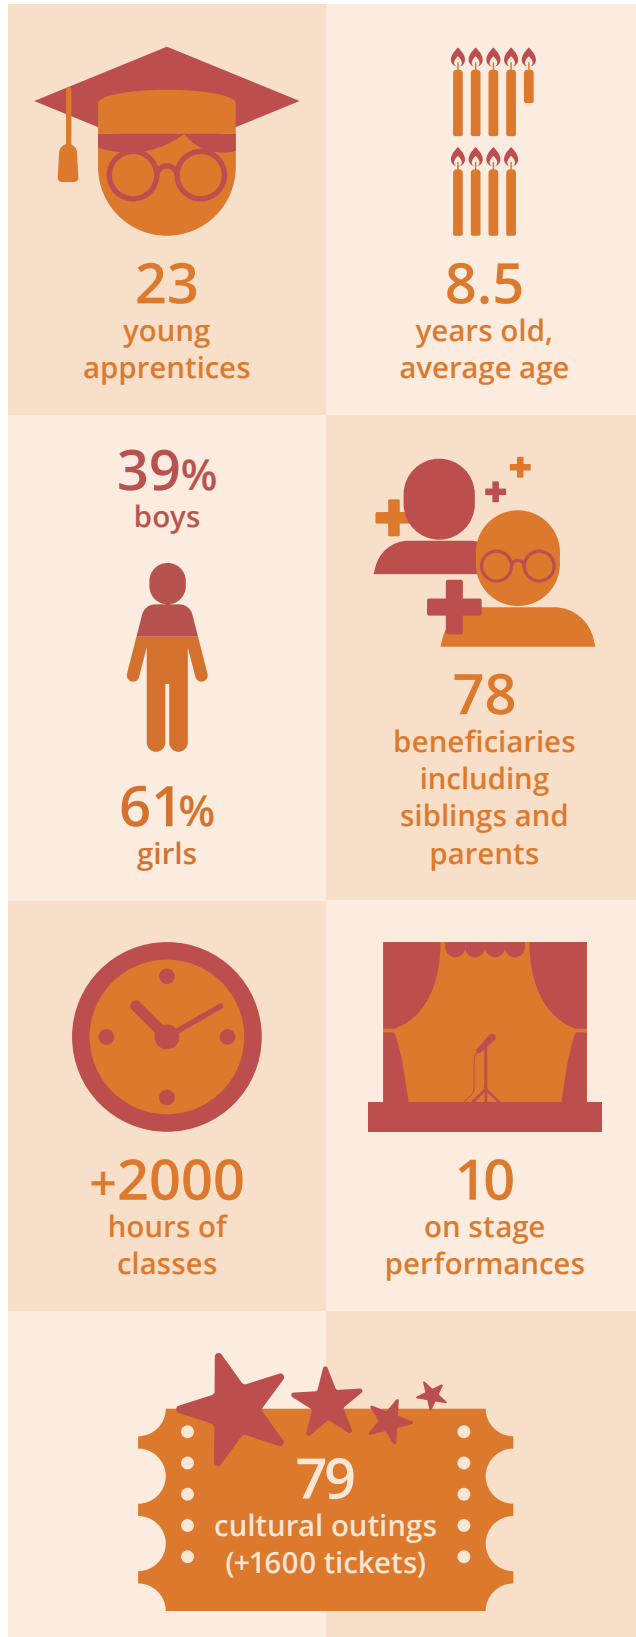 23
young
apprentices
8.5
years old,
average age
39%
boys
61%
girls
78
beneficiaries
including
siblings and
parents
+2000
hours of
classes
10
on stage
performances
79
cultural outings
(+1600 tickets)